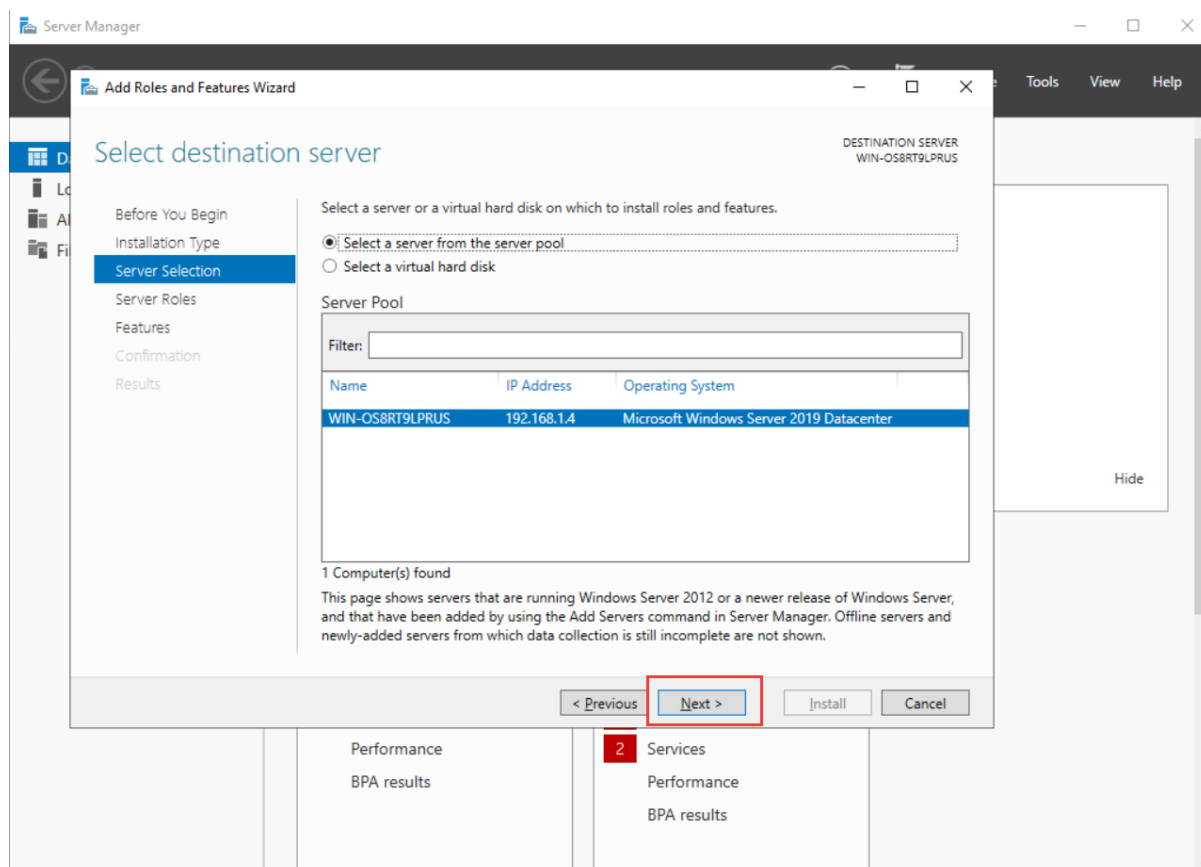 Server Manager
Tools View Help
Add Roles and Features Wizard
Select destination server
DESTINATION SERVER
WIN-OS8RT9LPRUS
Before You Begin
Installation Type
Server Selection
Server Roles
Features
Confirmation
Results
Select a server or a virtual hard disk on which to install roles and features.
Select a server from the server pool
Select a virtual hard disk
Server Pool
Filter:
Name IP Address Operating System
WIN-OS8RT9LPRUS 192.168.1.4 Microsoft Windows Server 2019 Datacenter
1 Computer(s) found
This page shows servers that are running Windows Server 2012 or a newer release of Windows Server,
and that have been added by using the Add Servers command in Server Manager. Offline servers and
newly-added servers from which data collection is still incomplete are not shown.
< Previous Next > Install Cancel
Hide
Performance
BPA results
2 Services
Performance
BPA results